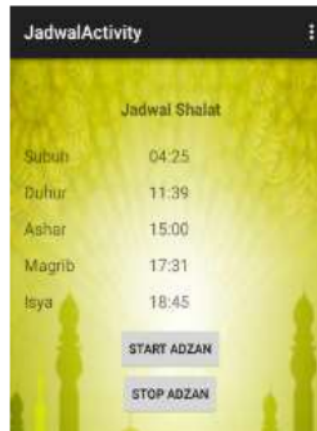 JadwalActivity
Jadwal Shalat
Subuh 04:25
Duhur 11:39
Ashar 15:00
Magrib 17:31
Isya 18:45
START ADZAN
STOP ADZAN